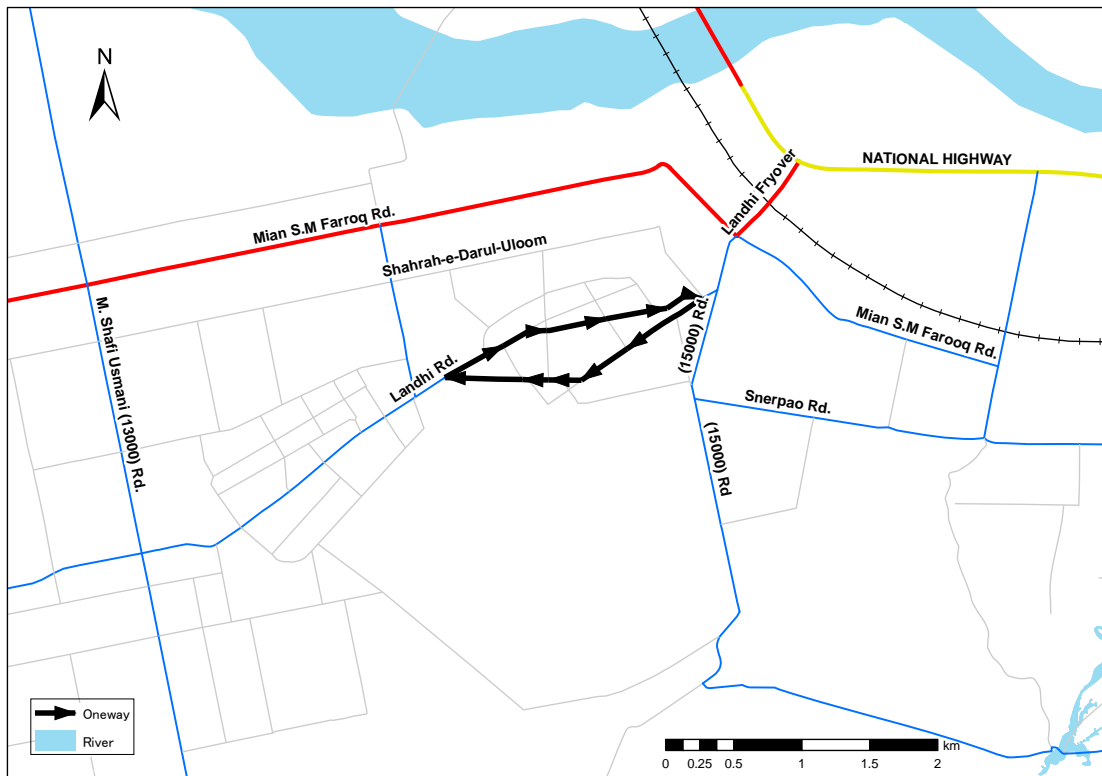 N
NATIONAL HIGHWAY
Landhi Fryover
Mian S.M Farroq Rd.
Shahrah-e-Darul-Uloom
M. Shafi Usmani (13000) Rd.
Landhi Rd.
(15000) Rd.
Mian S.M Farooq Rd.
Snerpao Rd.
(15000) Rd
Oneway
River
km
0 0.25 0.5 1 1.5 2